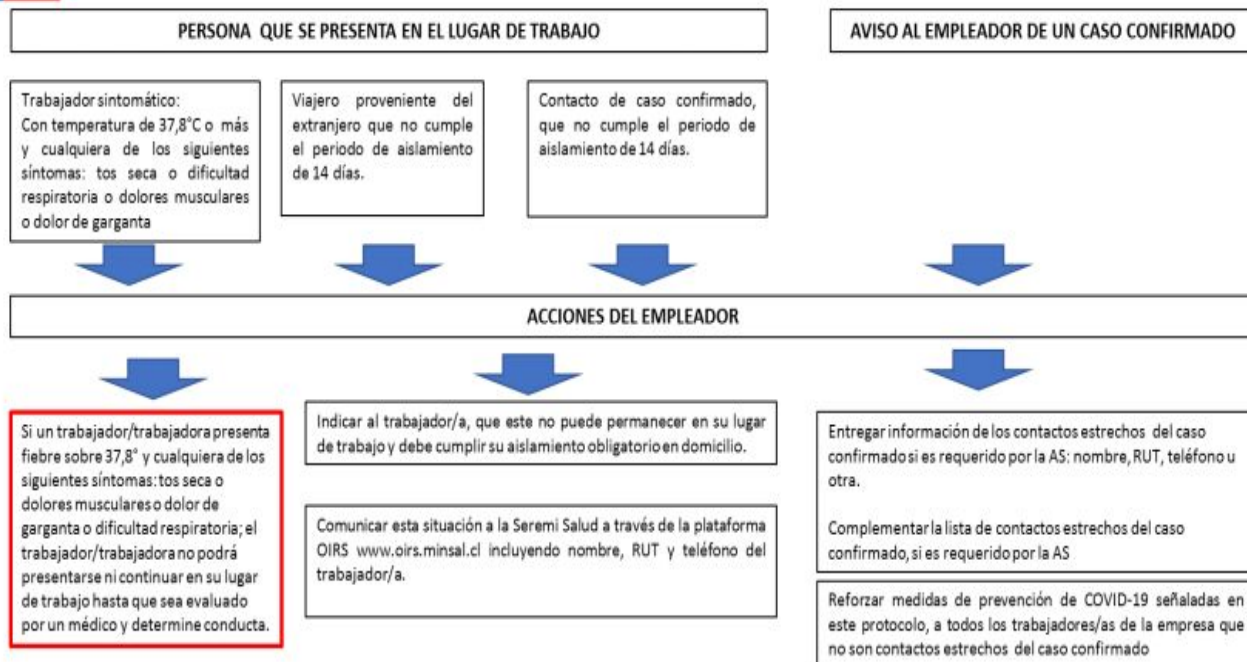 PERSONA QUE SE PRESENTA EN EL LUGAR DE TRABAJO
AVISO AL EMPLEADOR DE UN CASO CONFIRMADO
Trabajador sintomático:
Con temperatura de 37,8°C o más
y cualquiera de los siguientes
síntomas: tos seca o dificultad
respiratoria o dolores musculares
o dolor de garganta
Viajero proveniente del
extranjero que no cumple
el periodo de aislamiento
de 14 días.
Contacto de caso confirmado,
que no cumple el periodo de
aislamiento de 14 días.
ACCIONES DEL EMPLEADOR
Si un trabajador/trabajadora presenta
fiebre sobre 37,8° y cualquiera de los
siguientes síntomas: tos seca o
dolores musculares o dolor de
garganta o dificultad respiratoria; el
trabajador/trabajadora no podrá
presentarse ni continuar en su lugar
de trabajo hasta que sea evaluado
por un médico y determine conducta.
Indicar al trabajador/a, que este no puede permanecer en su lugar
de trabajo y debe cumplir su aislamiento obligatorio en domicilio.
Comunicar esta situación a la Seremi Salud a través de la plataforma
OIRS www.oirs.minsal.cl incluyendo nombre, RUT y teléfono del
trabajador/a.
Entregar información de los contactos estrechos del caso
confirmado si es requerido por la AS: nombre, RUT, teléfono u
otra.
Complementar la lista de contactos estrechos del caso
confirmado, si es requerido por la AS
Reforzar medidas de prevención de COVID-19 señaladas en
este protocolo, a todos los trabajadores/as de la empresa que
no son contactos estrechos del caso confirmado